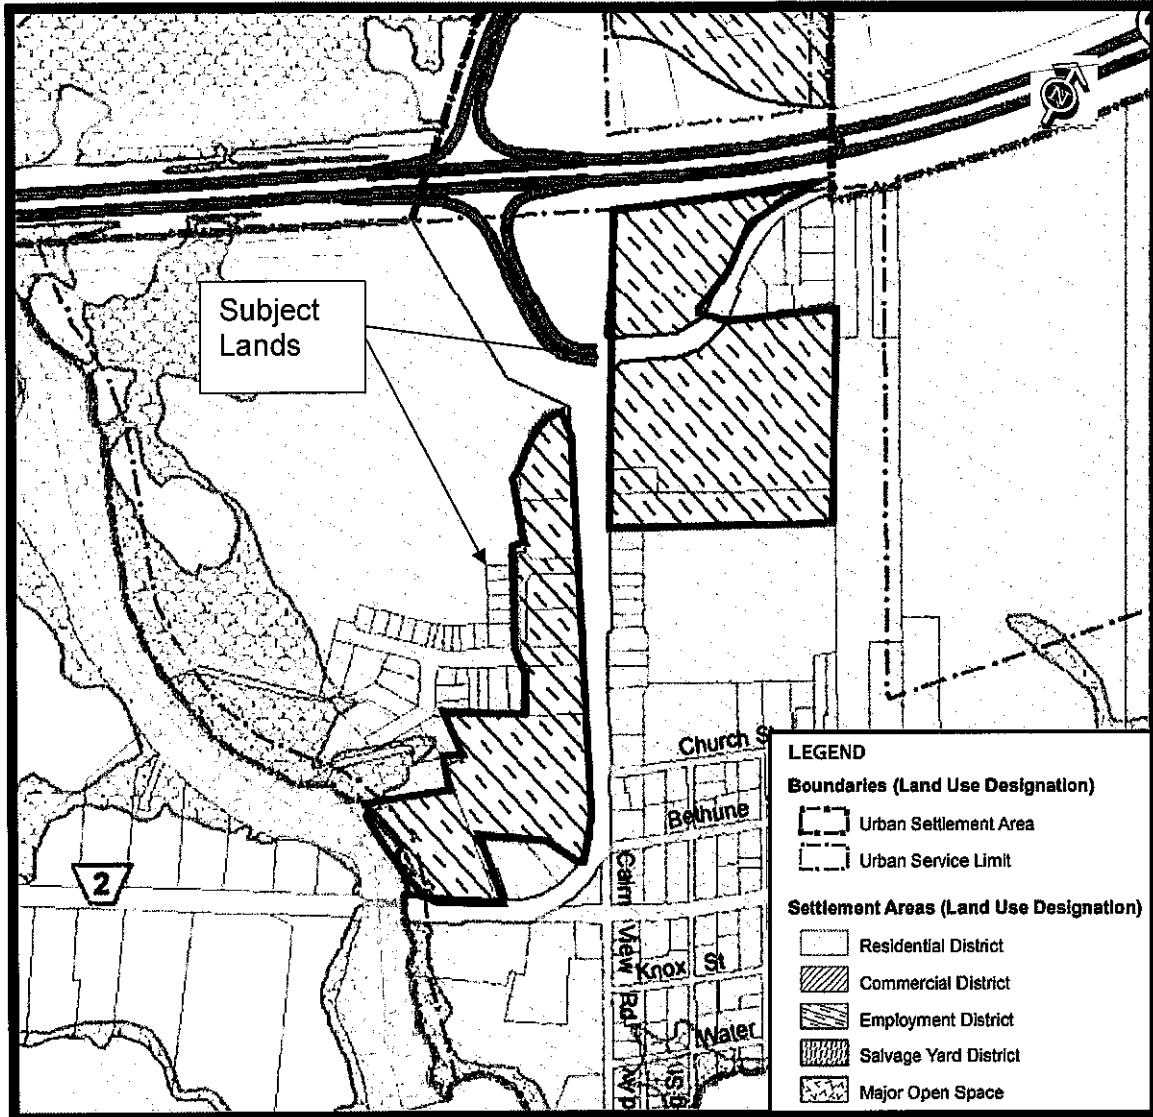 N
Subject
Lands
Church S
Bethune
2
Cairn View Rd
Knox St
Water
LEGEND
Boundaries (Land Use Designation)
Urban Settlement Area
Urban Service Limit
Settlement Areas (Land Use Designation)
Residential District
Commercial District
Employment District
Salvage Yard District
Major Open Space